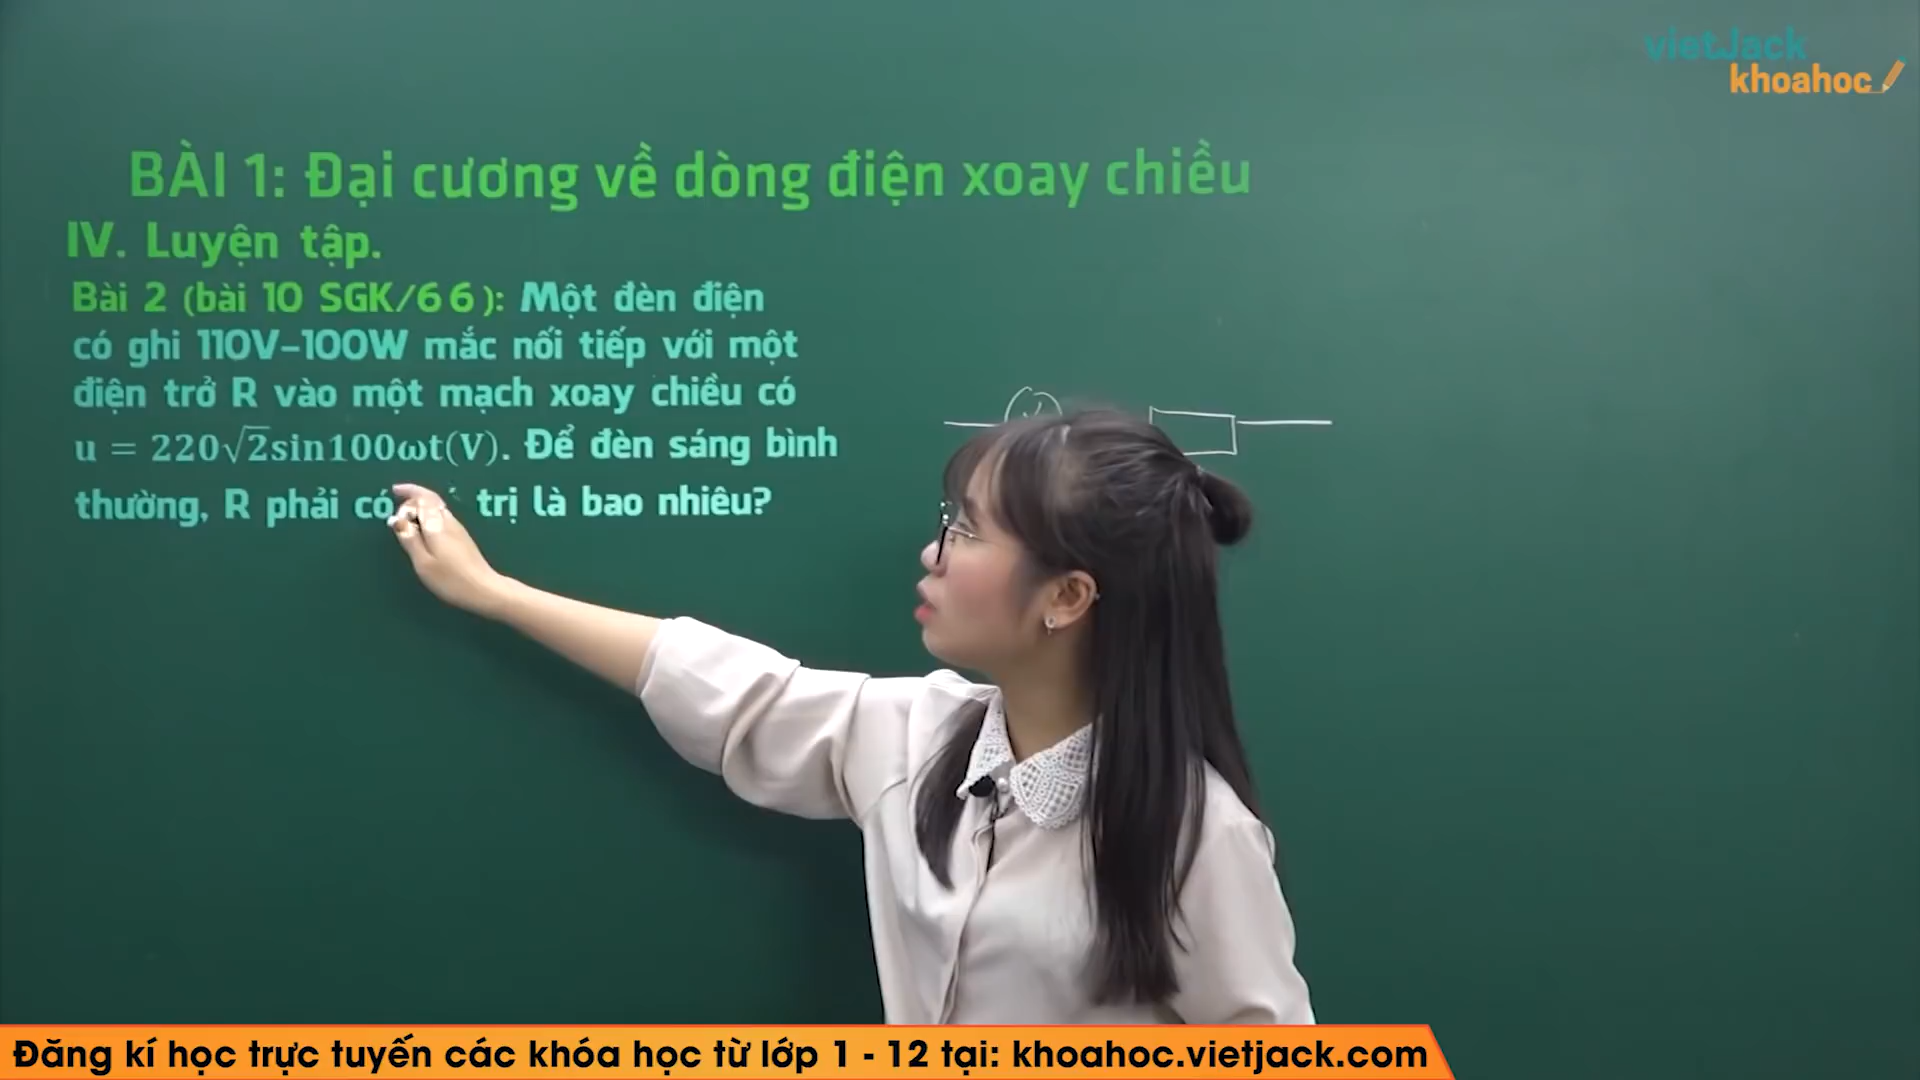 vietJack
khoahoc
BÀI 1: Đại cương về dòng điện xoay chiều
IV. Luyện tập.
Bài 2 (bài 10 SGK/66): Một đèn điện
có ghi 110V–100W mắc nối tiếp với một
điện trở R vào một mạch xoay chiều có
u = 220√2sin100ωt(V). Để đèn sáng bình
thường, R phải có trị là bao nhiêu?
Đăng kí học trực tuyến các khóa học từ lớp 1 - 12 tại: khoahoc.vietjack.com